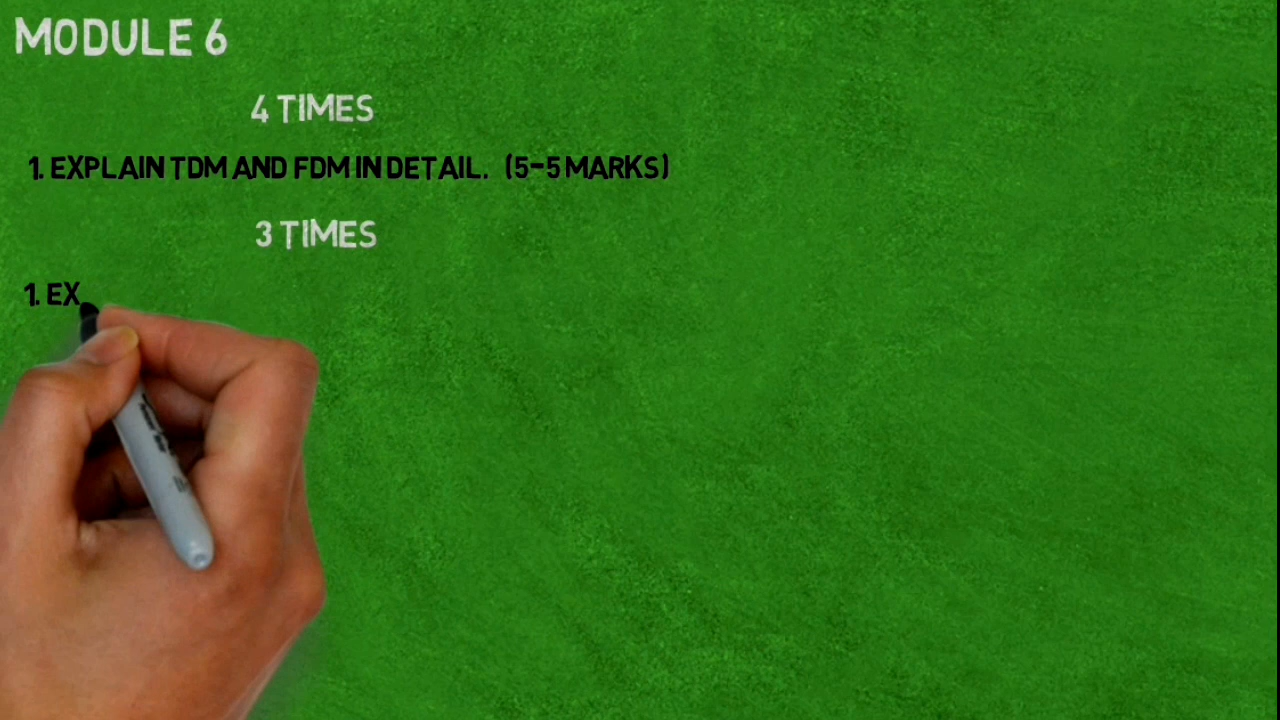 MODULE 6
4 TIMES
1. EXPLAIN TDM AND FDM IN DETAIL. (5-5 MARKS)
3 TIMES
1. EX